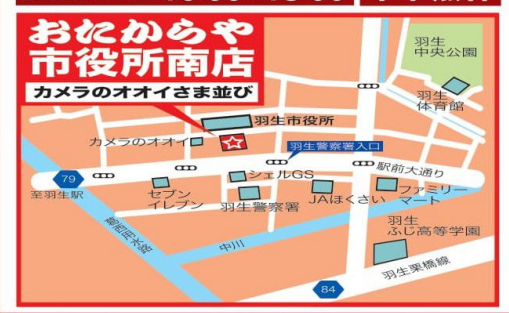 おたからや
市役所南店
カメラのオオイさま並び
羽生
中央公園
羽生
体育館
羽生市役所
カメラのオオイ
羽生警察署入口
駅前大通り
79
至羽生駅
セブン
イレブン
シェルGS
羽生警察署
JAほくさい
ファミリー
マート
葛西用水路
中川
羽生
ふじ高等学園
羽生栗橋線
84